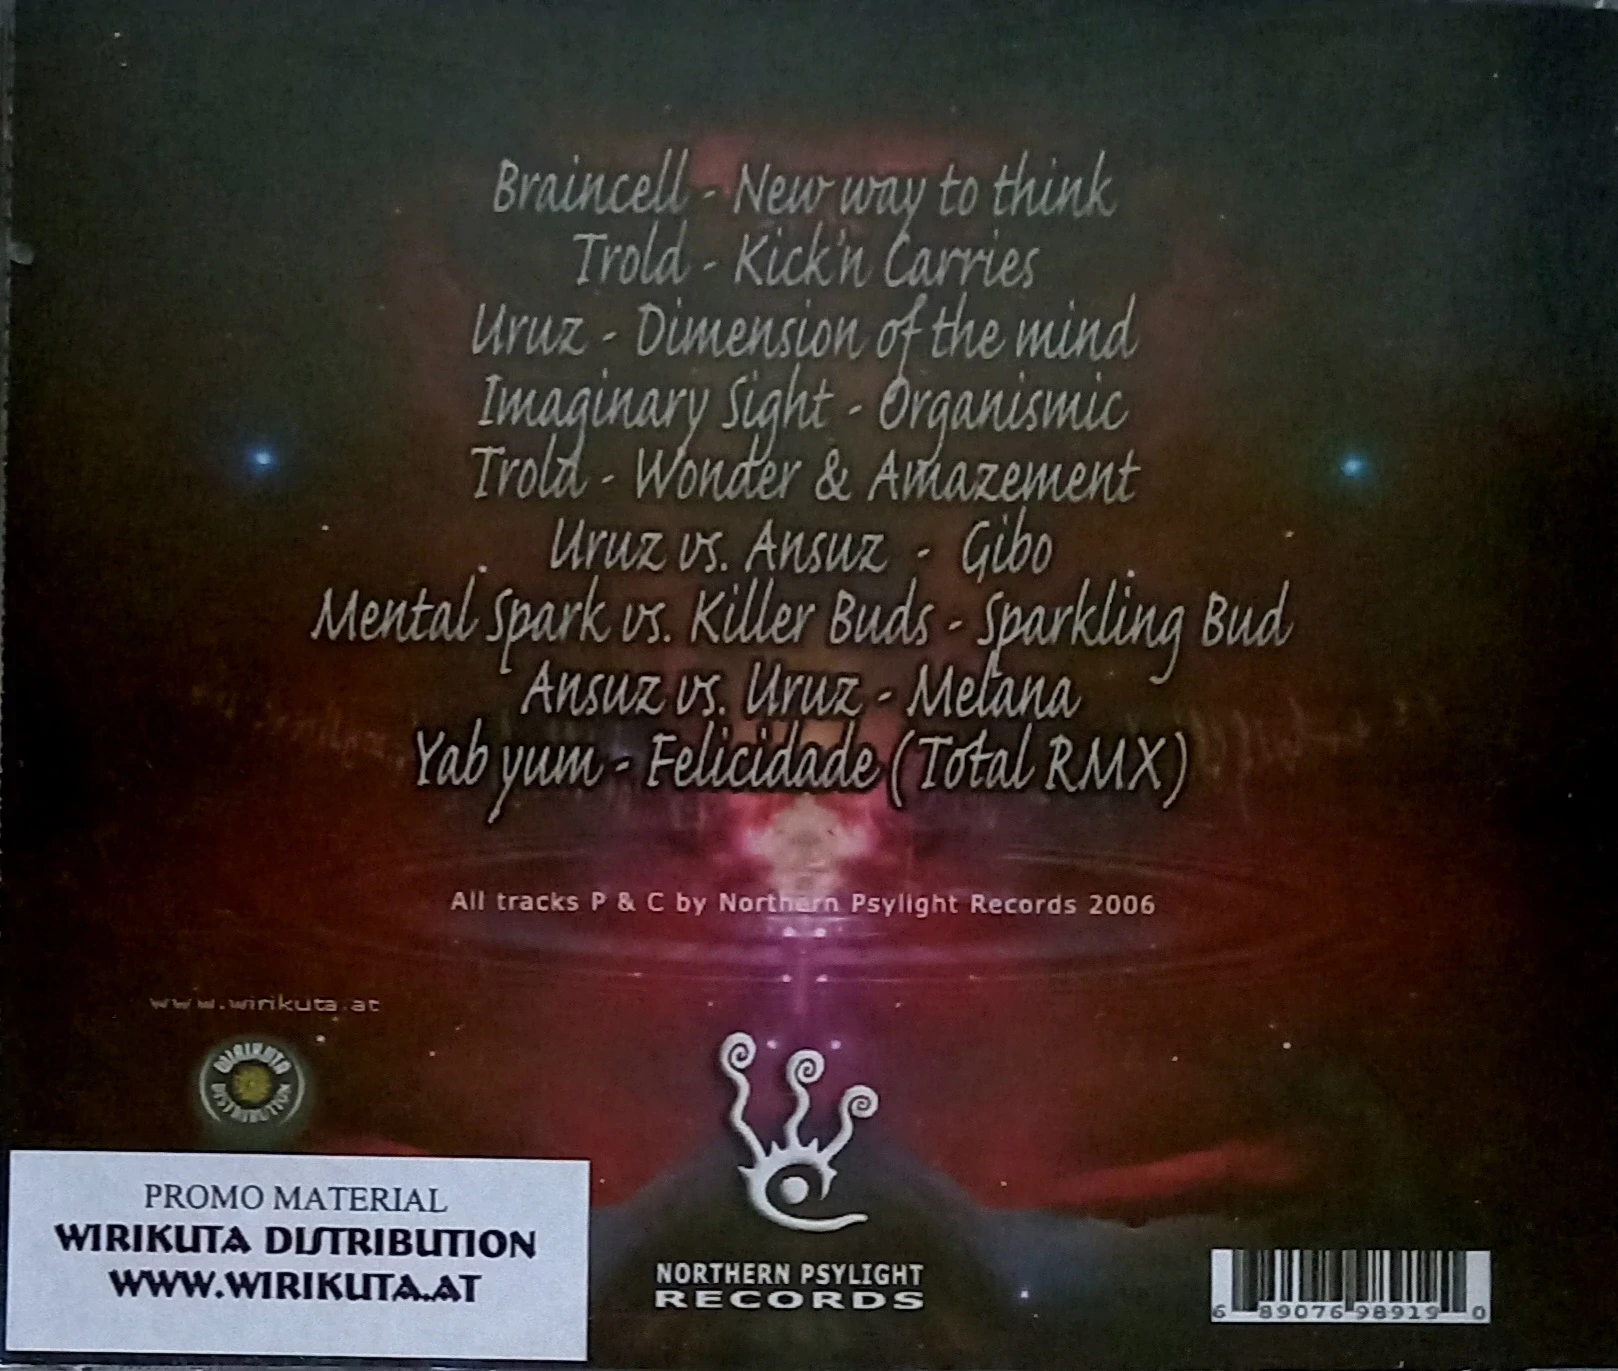 Braincell - New way to think
Trold - Kick'n Carries
Uruz - Dimension of the mind
Imaginary Sight - Organismic
Trold - Wonder & Amazement
Uruz vs. Ansuz - Gibo
Mental Spark vs. Killer Buds - Sparkling Bud
Ansuz vs. Uruz - Melana
Yab yum - Felicidade (Total RMX)
All tracks P & C by Northern Psylight Records 2006
www.wirikuta.at
WIRIKUTA
DISTRIBUTION
PROMO MATERIAL
WIRIKUTA DISTRIBUTION
WWW.WIRIKUTA.AT
NORTHERN PSYLIGHT
RECORDS
6 89076 98919 0